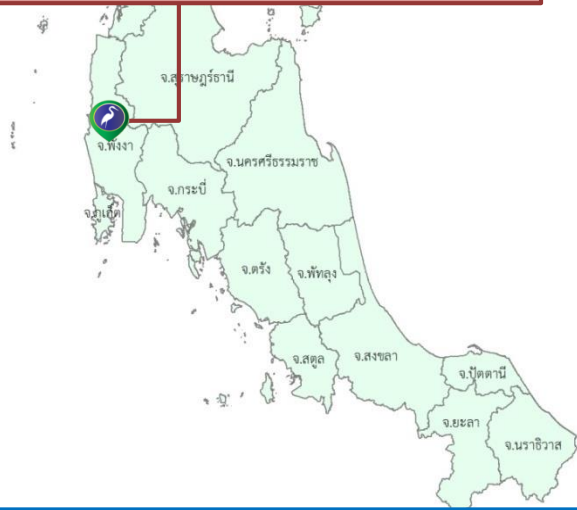 จ.สุราษฎร์ธานี
จ.พังงา
จ.นครศรีธรรมราช
จ.กระบี่
จ.ภูเก็ต
จ.ตรัง
จ.พัทลุง
จ.สตูล
จ.สงขลา
จ.ปัตตานี
จ.ยะลา
จ.นราธิวาส